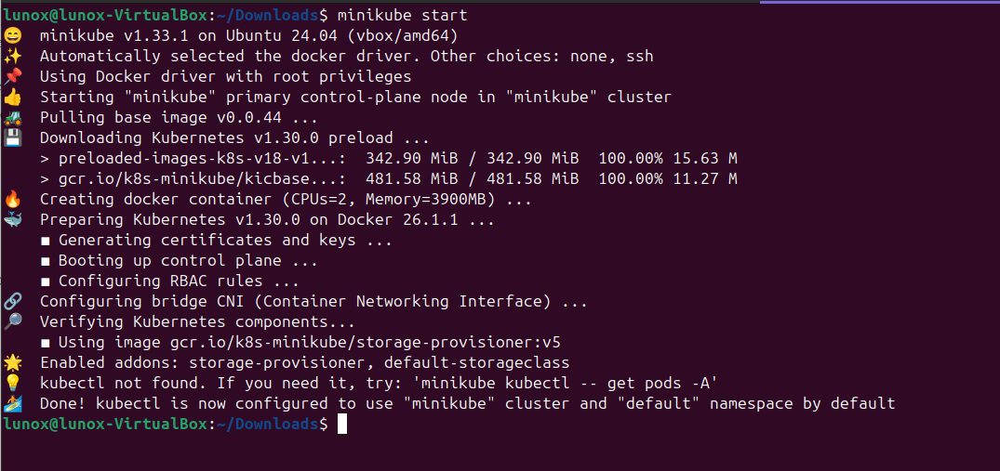 lunox@lunox-VirtualBox:~/Downloads$ minikube start
😄  minikube v1.33.1 on Ubuntu 24.04 (vbox/amd64)
✨  Automatically selected the docker driver. Other choices: none, ssh
📌  Using Docker driver with root privileges
👍  Starting "minikube" primary control-plane node in "minikube" cluster
🚜  Pulling base image v0.0.44 ...
💾  Downloading Kubernetes v1.30.0 preload ...
    > preloaded-images-k8s-v18-v1...:  342.90 MiB / 342.90 MiB  100.00% 15.63 M
    > gcr.io/k8s-minikube/kicbase...:  481.58 MiB / 481.58 MiB  100.00% 11.27 M
🔥  Creating docker container (CPUs=2, Memory=3900MB) ...
🐳  Preparing Kubernetes v1.30.0 on Docker 26.1.1 ...
    ▪ Generating certificates and keys ...
    ▪ Booting up control plane ...
    ▪ Configuring RBAC rules ...
🔗  Configuring bridge CNI (Container Networking Interface) ...
🔎  Verifying Kubernetes components...
    ▪ Using image gcr.io/k8s-minikube/storage-provisioner:v5
🌟  Enabled addons: storage-provisioner, default-storageclass
💡  kubectl not found. If you need it, try: 'minikube kubectl -- get pods -A'
🏄  Done! kubectl is now configured to use "minikube" cluster and "default" namespace by default
lunox@lunox-VirtualBox:~/Downloads$